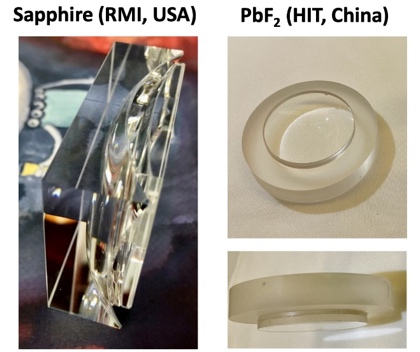 Sapphire (RMI, USA)
PbF₂ (HIT, China)